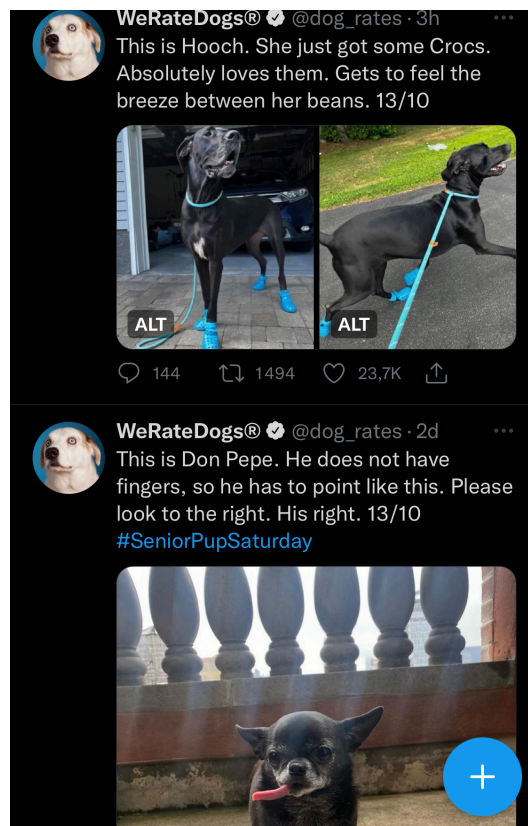 WeRateDogs® @dog_rates · 3h
This is Hooch. She just got some Crocs.
Absolutely loves them. Gets to feel the
breeze between her beans. 13/10
ALT
ALT
144 1 494 23,7K
WeRateDogs® @dog_rates · 2d
This is Don Pepe. He does not have
fingers, so he has to point like this. Please
look to the right. His right. 13/10
#SeniorPupSaturday